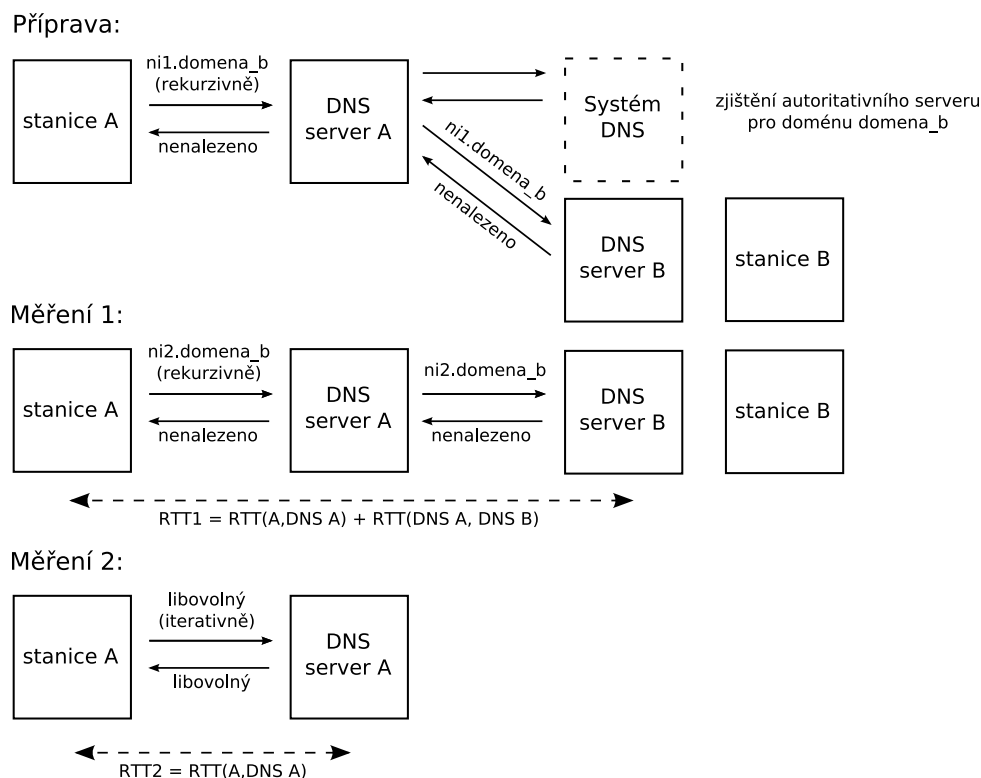 Příprava:
stanice A
ni1.domena_b
(rekurzivně)
nenalezeno
DNS
server A
ni1.domena_b
nenalezeno
Systém
DNS
zjištění autoritativního serveru
pro doménu domena_b
DNS
server B
stanice B
Měření 1:
stanice A
ni2.domena_b
(rekurzivně)
nenalezeno
DNS
server A
ni2.domena_b
nenalezeno
DNS
server B
stanice B
RTT1 = RTT(A,DNS A) + RTT(DNS A, DNS B)
Měření 2:
stanice A
libovolný
(iterativně)
libovolný
DNS
server A
RTT2 = RTT(A,DNS A)